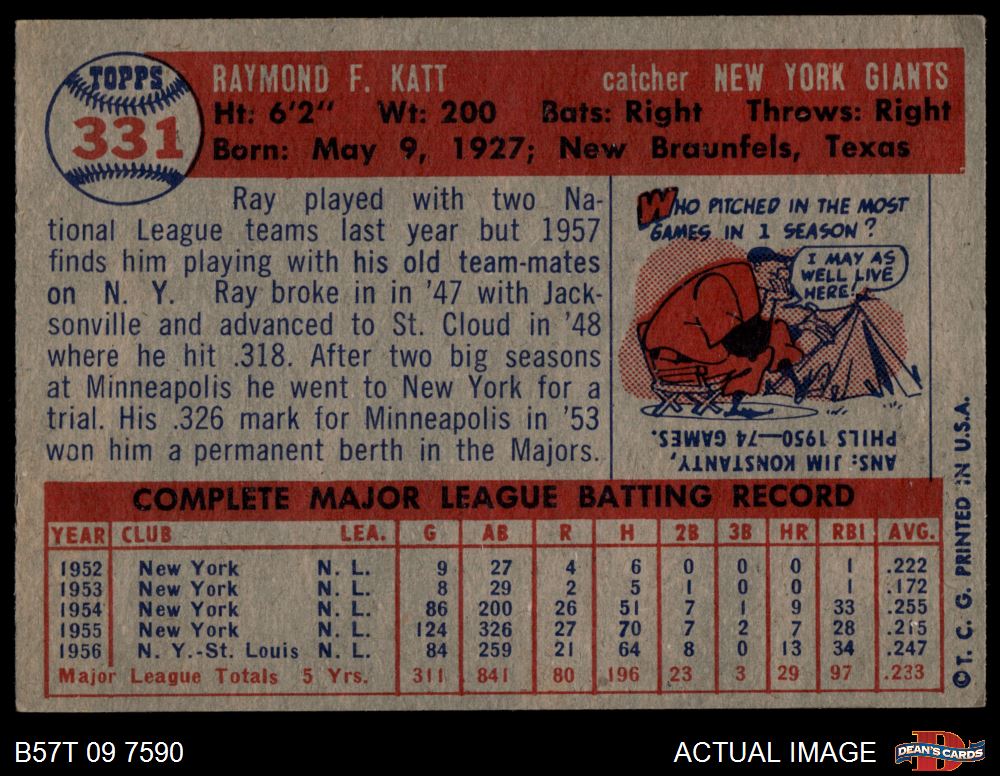 TOPPS
331
RAYMOND F. KATT catcher NEW YORK GIANTS
Ht: 6'2" Wt: 200 Bats: Right Throws: Right
Born: May 9, 1927; New Braunfels, Texas
Ray played with two Na-
tional League teams last year but 1957
finds him playing with his old team-mates
on N. Y. Ray broke in in '47 with Jack-
sonville and advanced to St. Cloud in '48
where he hit .318. After two big seasons
at Minneapolis he went to New York for a
trial. His .326 mark for Minneapolis in '53
won him a permanent berth in the Majors.
WHO PITCHED IN THE MOST
GAMES IN 1 SEASON?
I MAY AS
WELL LIVE
HERE!
ANS: JIM KONSTANTY,
PHILS 1950—74 GAMES.
COMPLETE MAJOR LEAGUE BATTING RECORD
YEAR CLUB LEA. G AB R H 2B 3B HR RBI AVG.
1952 New York N. L. 9 27 4 6 0 0 0 1 .222
1953 New York N. L. 8 29 2 5 1 0 0 1 .172
1954 New York N. L. 86 200 26 51 7 1 9 33 .255
1955 New York N. L. 124 326 27 70 7 2 7 28 .215
1956 N. Y.-St. Louis N. L. 84 259 21 64 8 0 13 34 .247
Major League Totals 5 Yrs. 311 841 80 196 23 3 29 97 .233
©T. C. G. PRINTED IN U.S.A.
B57T 09 7590
ACTUAL IMAGE
D
DEAN'S CARDS